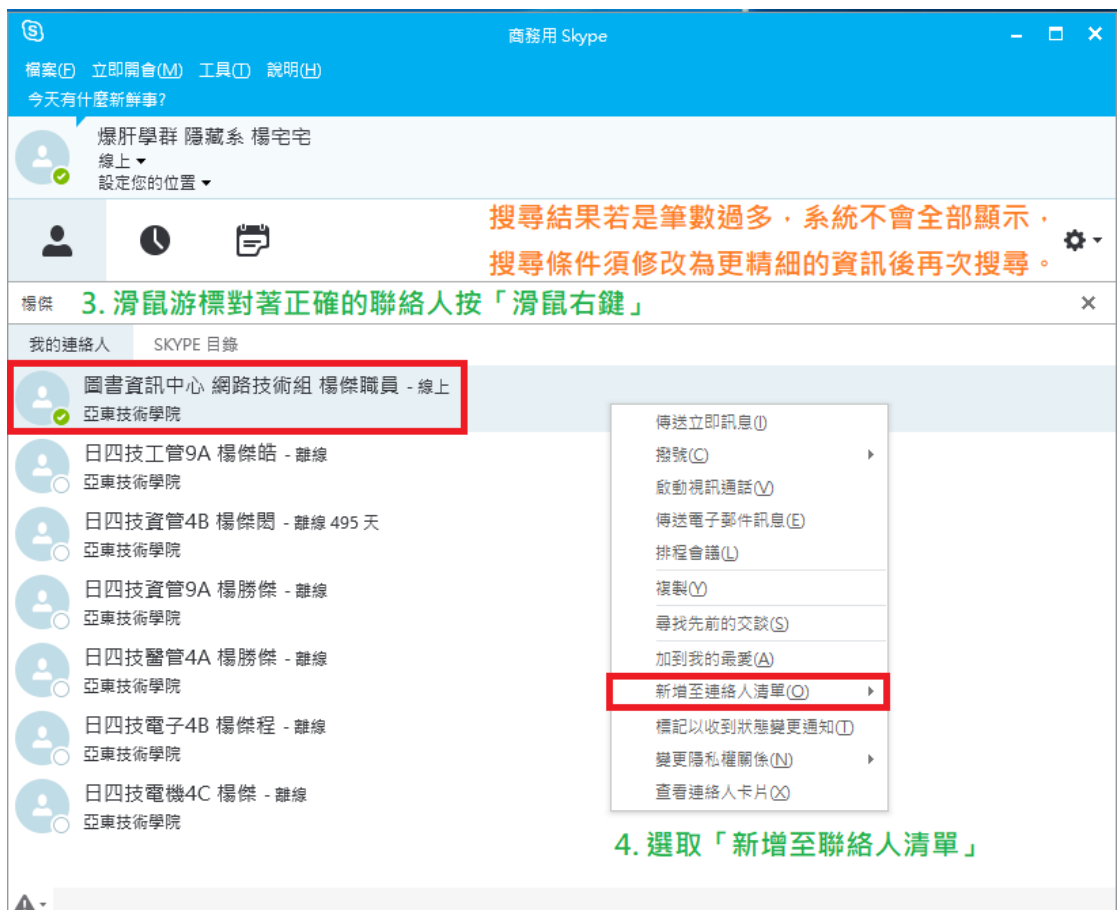 商務用 Skype
檔案(F) 立即開會(M) 工具(T) 說明(H)
今天有什麼新鮮事?
爆肝學群 隱藏系 楊宅宅
線上
設定您的位置
搜尋結果若是筆數過多，系統不會全部顯示，
搜尋條件須修改為更精細的資訊後再次搜尋。
楊傑
3. 滑鼠游標對著正確的聯絡人按「滑鼠右鍵」
我的連絡人 SKYPE 目錄
圖書資訊中心 網路技術組 楊傑職員 - 線上
亞東技術學院
日四技工管9A 楊傑皓 - 離線
亞東技術學院
日四技資管4B 楊傑閎 - 離線 495 天
亞東技術學院
日四技資管9A 楊勝傑 - 離線
亞東技術學院
日四技醫管4A 楊勝傑 - 離線
亞東技術學院
日四技電子4B 楊傑程 - 離線
亞東技術學院
日四技電機4C 楊傑 - 離線
亞東技術學院
傳送立即訊息(I)
撥號(C)
啟動視訊通話(V)
傳送電子郵件訊息(E)
排程會議(L)
複製(Y)
尋找先前的交談(S)
加到我的最愛(A)
新增至連絡人清單(O)
標記以收到狀態變更通知(T)
變更隱私權關係(N)
查看連絡人卡片(X)
4. 選取「新增至聯絡人清單」